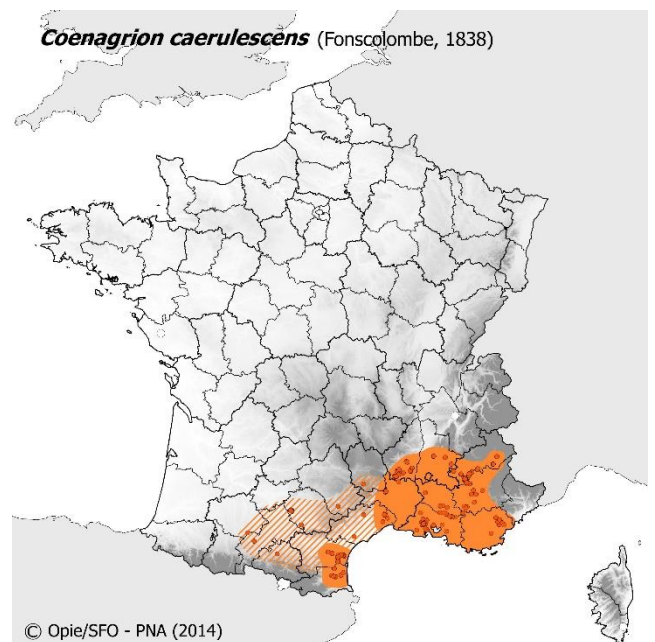 Coenagrion caerulescens (Fonscolombe, 1838)
© Opie/SFO - PNA (2014)